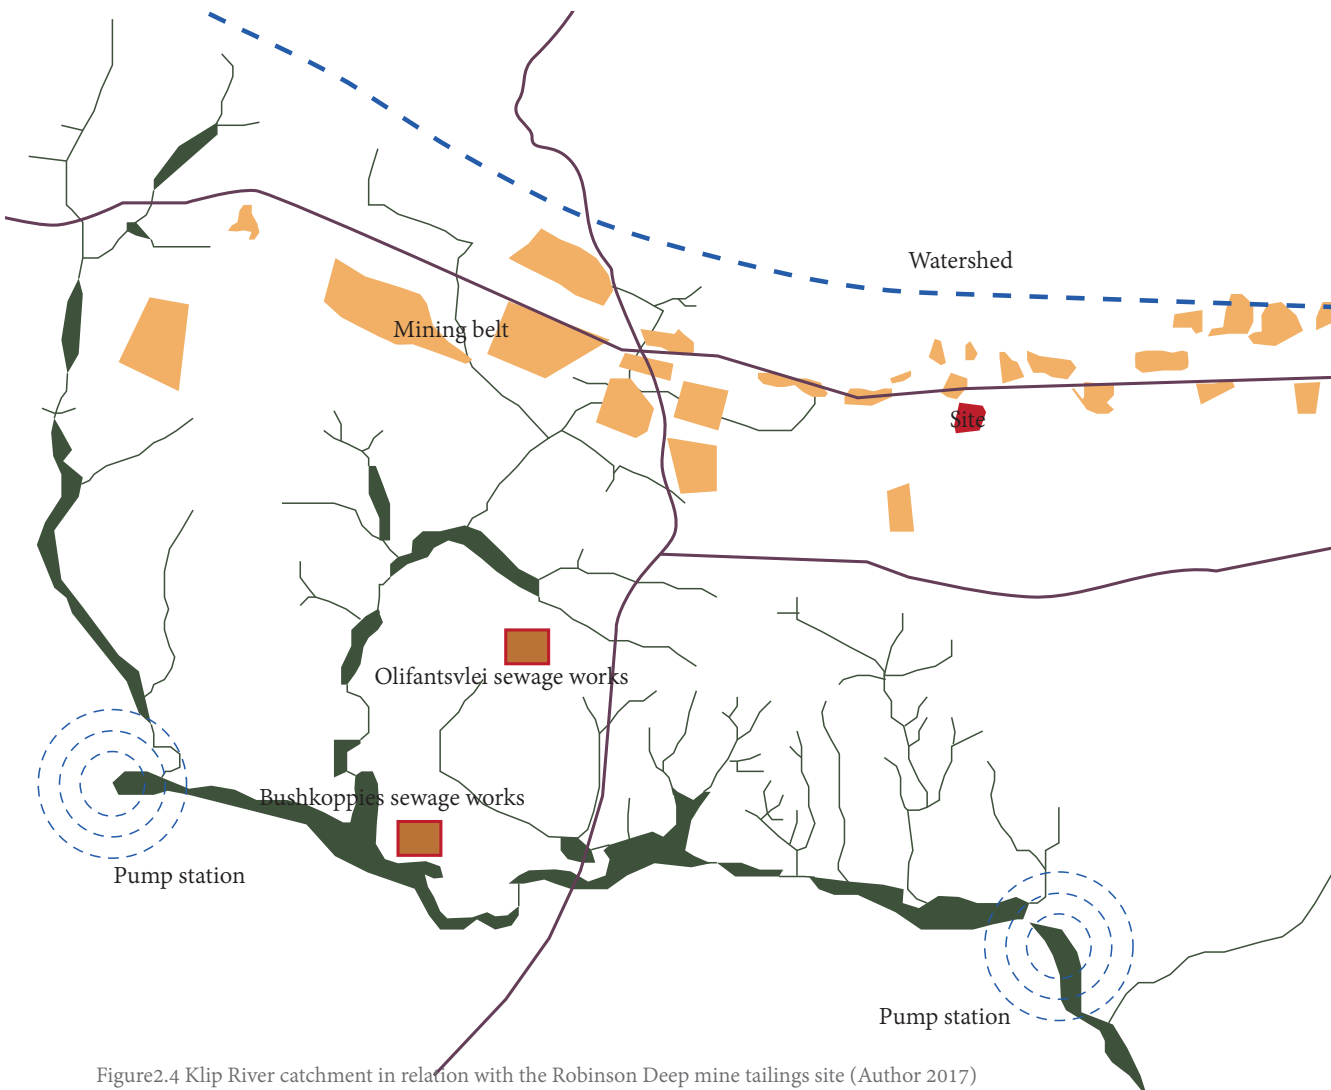 Watershed
Mining belt
Site
Olifantsvlei sewage works
Bushkoppies sewage works
Pump station
Pump station
Figure2.4 Klip River catchment in relation with the Robinson Deep mine tailings site (Author 2017)